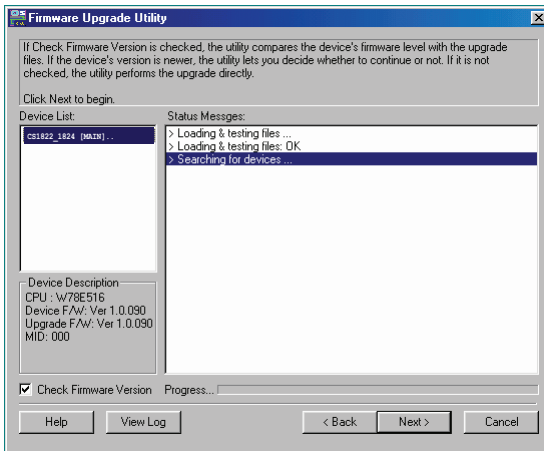 Firmware Upgrade Utility
If Check Firmware Version is checked, the utility compares the device's firmware level with the upgrade
files. If the device's version is newer, the utility lets you decide whether to continue or not. If it is not
checked, the utility performs the upgrade directly.
Click Next to begin.
Device List:
CS1822_1824 [MAIN]..
Status Messges:
> Loading & testing files ...
> Loading & testing files: OK
> Searching for devices ...
Device Description
CPU : W78E516
Device F/W: Ver 1.0.090
Upgrade F/W: Ver 1.0.090
MID: 000
Check Firmware Version
Progress...
Help
View Log
< Back
Next >
Cancel